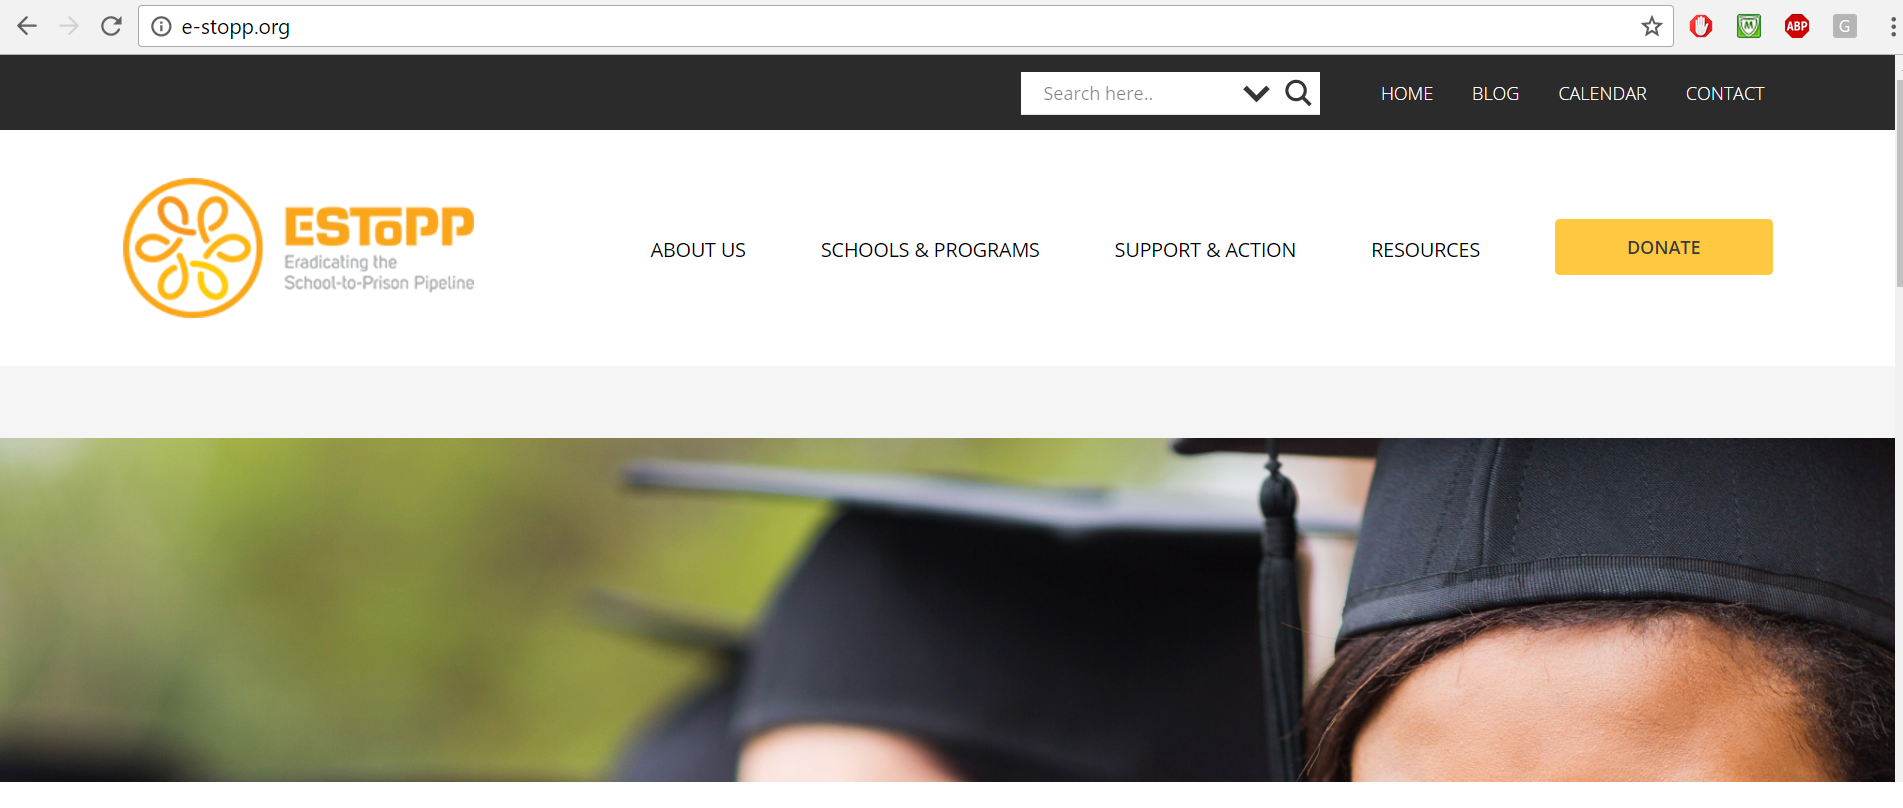 e-stopp.org
ABP
G
Search here..
HOME BLOG CALENDAR CONTACT
ESToPP
Eradicating the
School-to-Prison Pipeline
ABOUT US SCHOOLS & PROGRAMS SUPPORT & ACTION RESOURCES DONATE